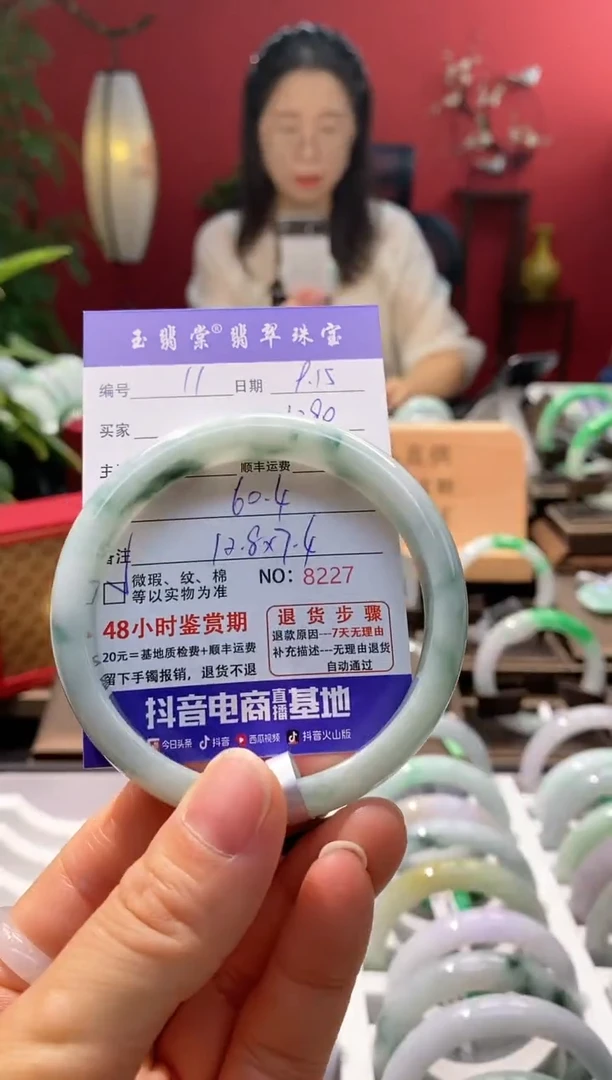 玉翡棠®翡翠珠宝
编号 11 日期 9.15
买家
顺丰运费
60.4
12.8x7.4
微瑕、纹、棉
等以实物为准
NO: 8227
48小时鉴赏期
20元=基地质检费+顺丰运费
留下手镯报销，退货不退
退货步骤
退款原因---7天无理由
补充描述---无理由退货
自动通过
抖音电商直播基地
今日头条 抖音 西瓜视频 抖音火山版